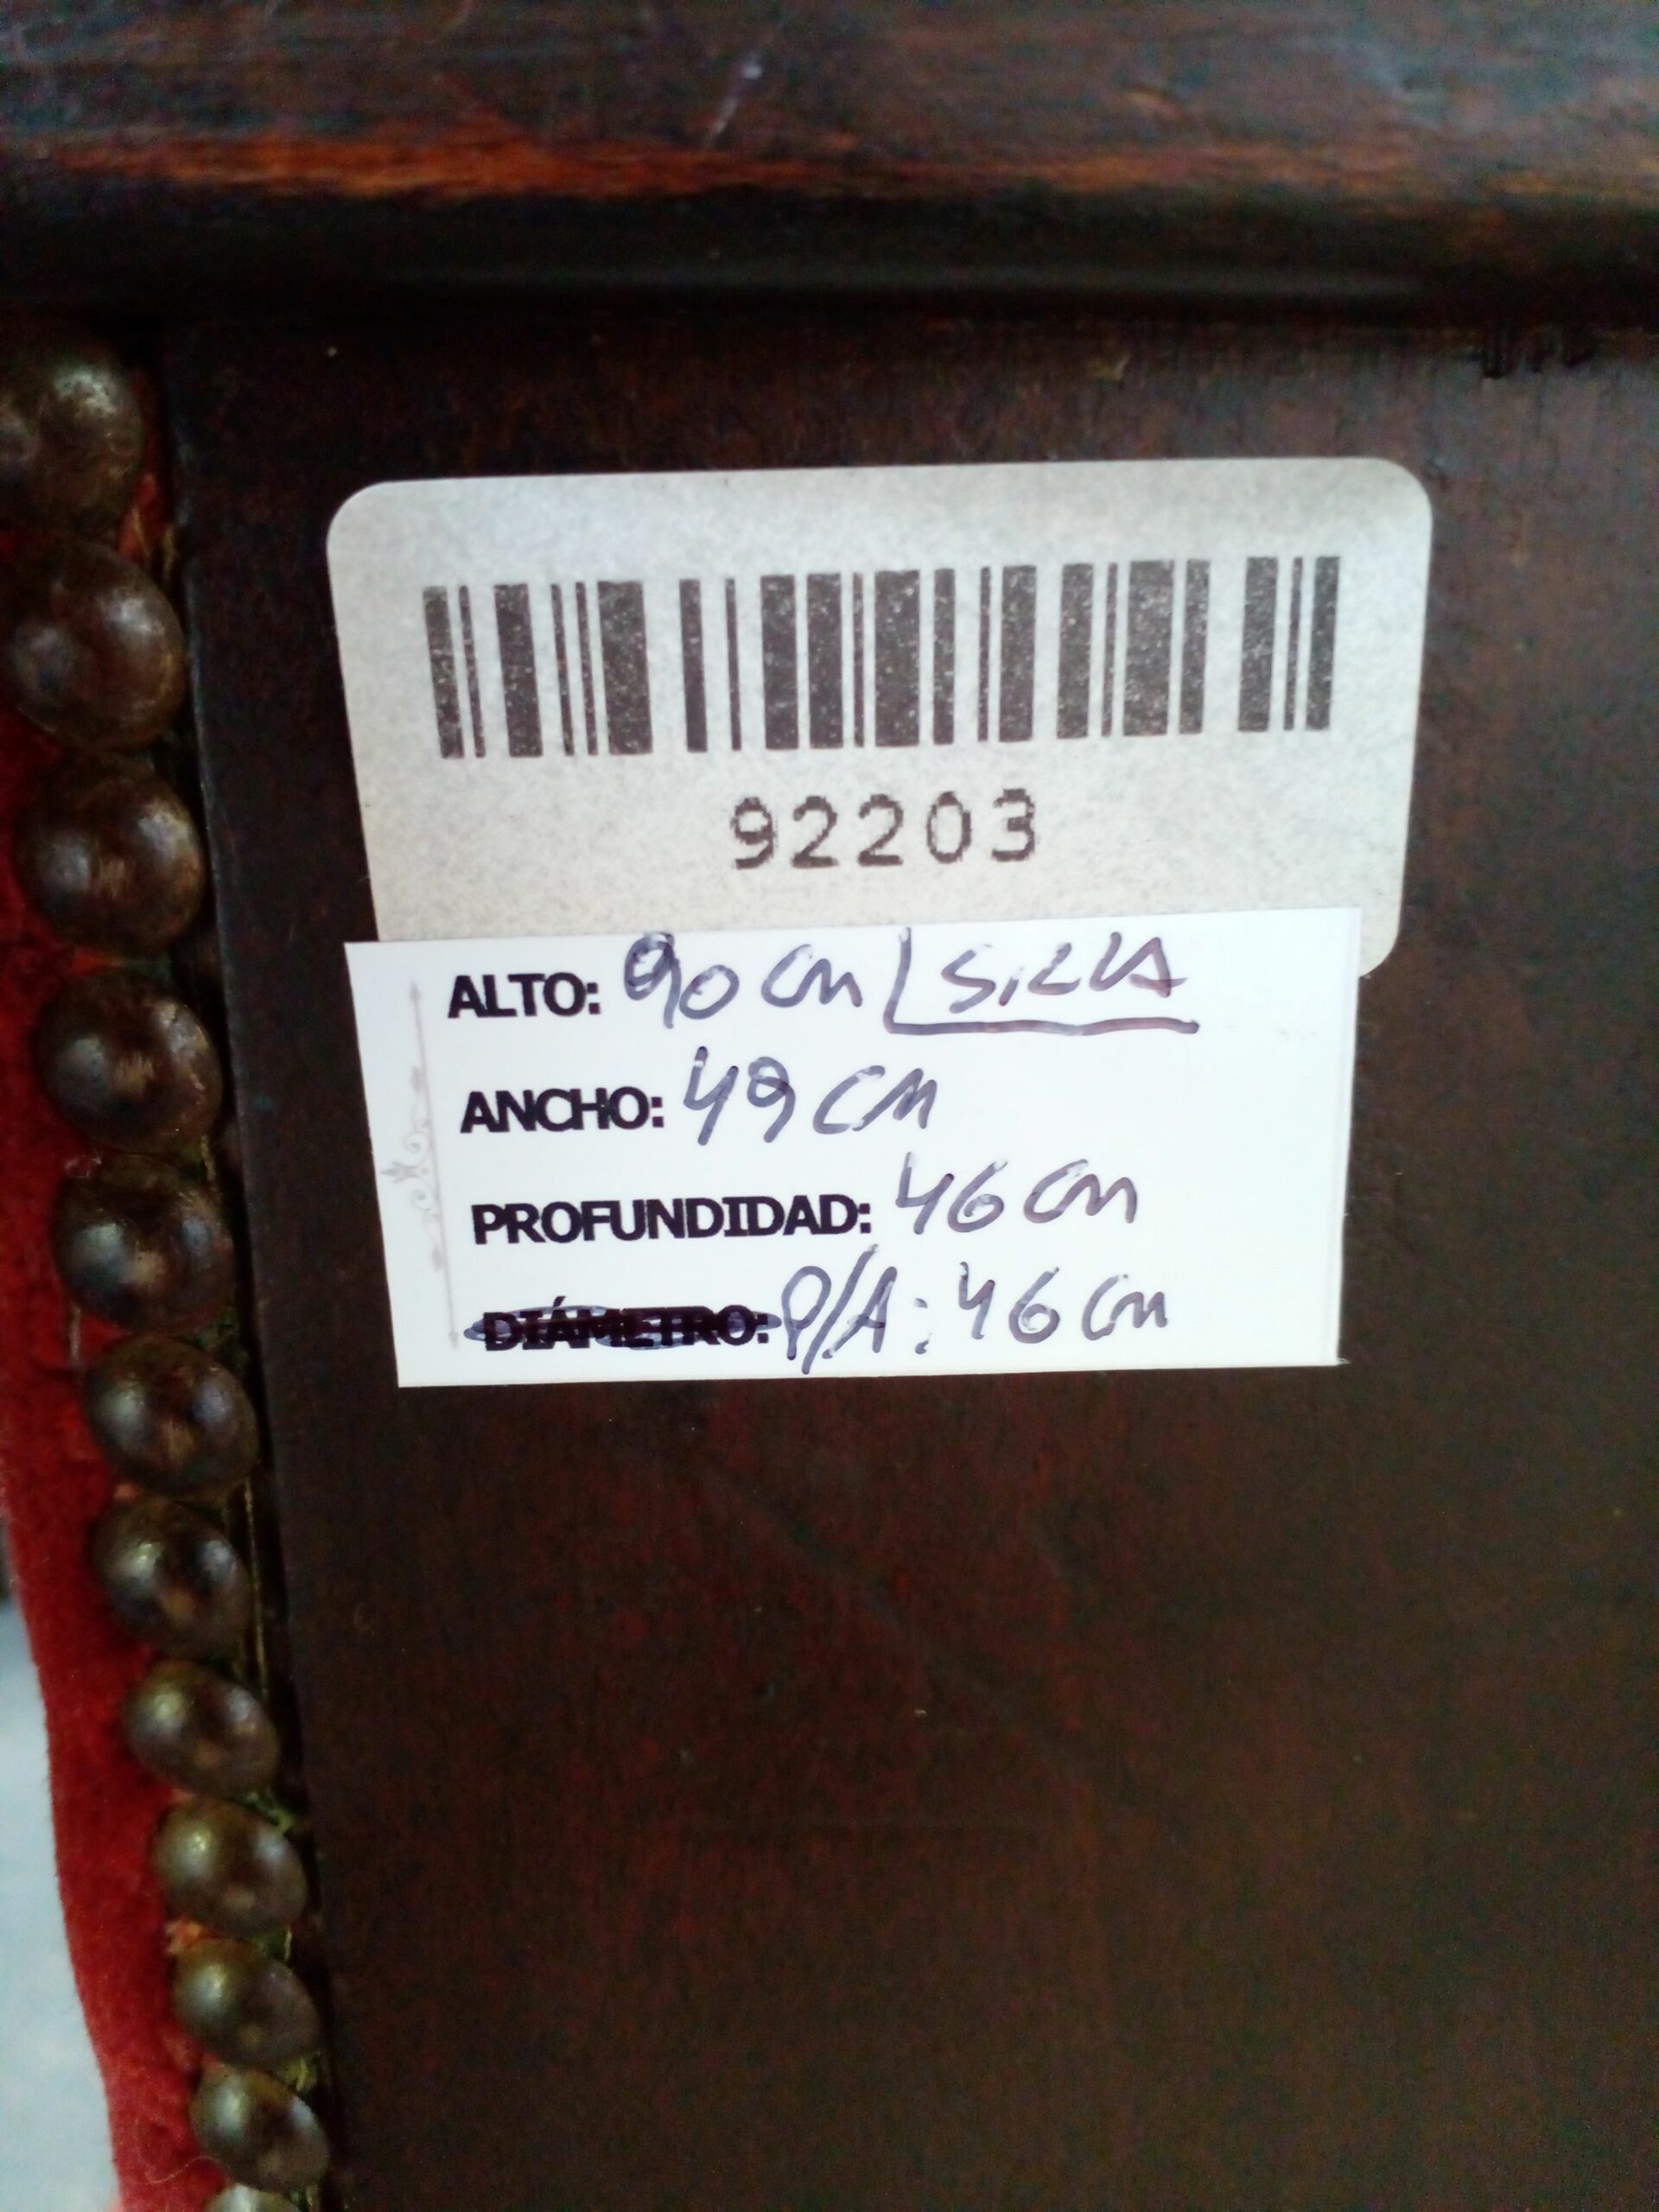 92203
ALTO: 90 cm SILLA
ANCHO: 49 cm
PROFUNDIDAD: 46 cm
DIÁMETRO: P/A: 46 cm